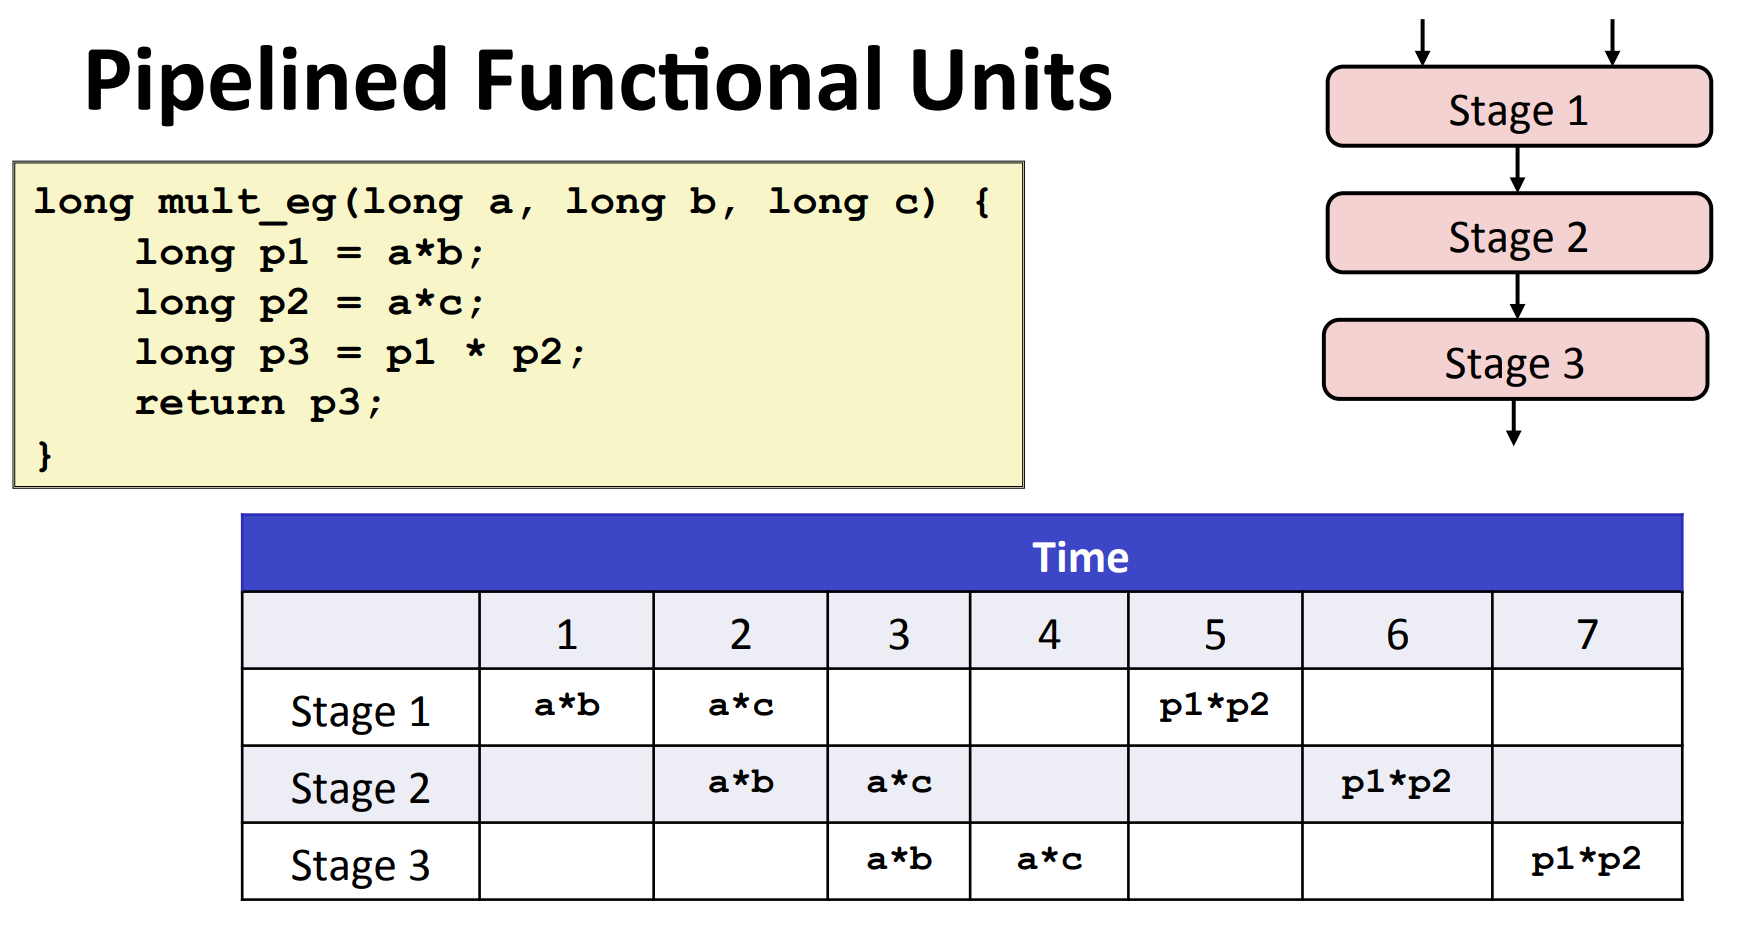 Pipelined Functional Units
long mult_eg(long a, long b, long c) {
    long p1 = a*b;
    long p2 = a*c;
    long p3 = p1 * p2;
    return p3;
}
Stage 1
Stage 2
Stage 3
Time
1 2 3 4 5 6 7
Stage 1 a*b a*c p1*p2
Stage 2 a*b a*c p1*p2
Stage 3 a*b a*c p1*p2